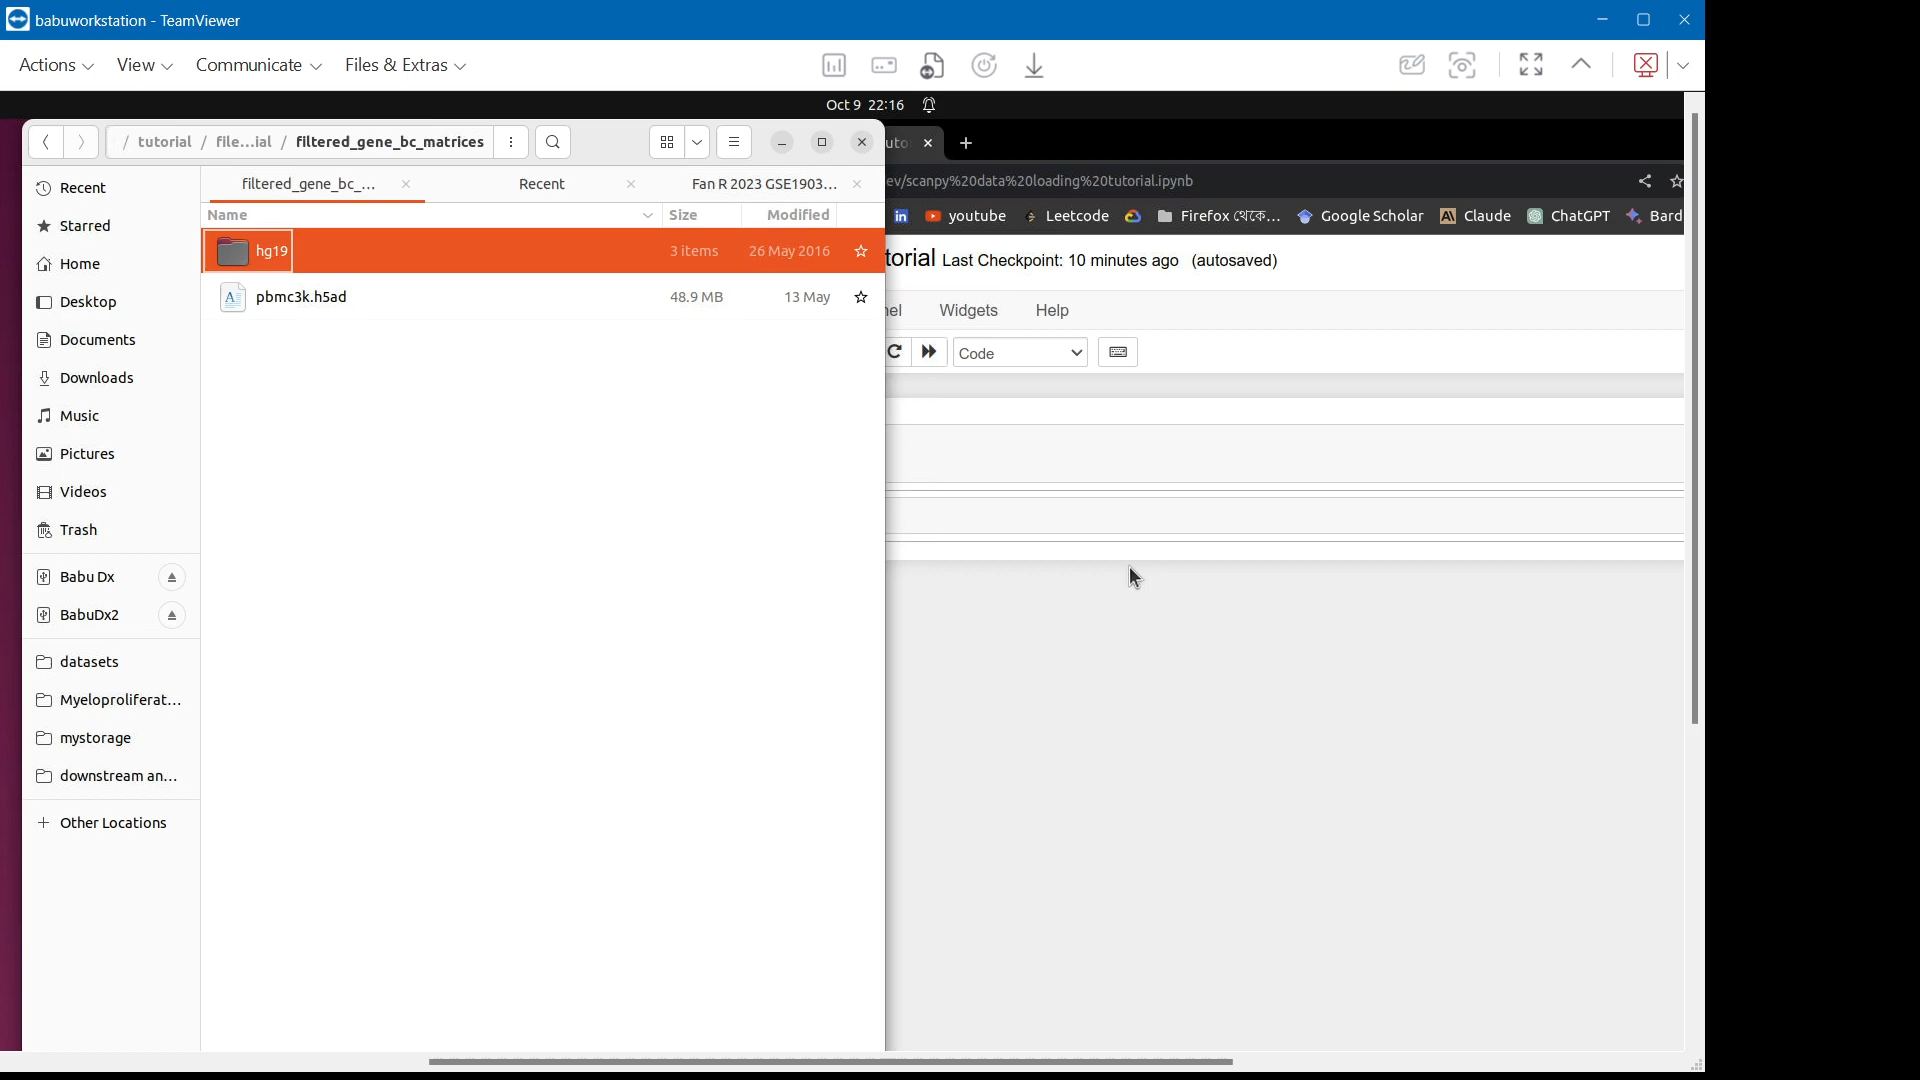 babuworkstation - TeamViewer
Actions View Communicate Files & Extras
Oct 9 22:16
/ tutorial / file...ial / filtered_gene_bc_matrices
filtered_gene_bc_... Recent Fan R 2023 GSE1903...
Name Size Modified
hg19 3 items 26 May 2016
pbmc3k.h5ad 48.9 MB 13 May
Recent
Starred
Home
Desktop
Documents
Downloads
Music
Pictures
Videos
Trash
Babu Dx
BabuDx2
datasets
Myeloproliferat...
mystorage
downstream an...
+ Other Locations
uto
ev/scanpy%20data%20loading%20tutorial.ipynb
in youtube Leetcode Firefox থেকে... Google Scholar Claude ChatGPT Bard
torial Last Checkpoint: 10 minutes ago (autosaved)
nel Widgets Help
Code